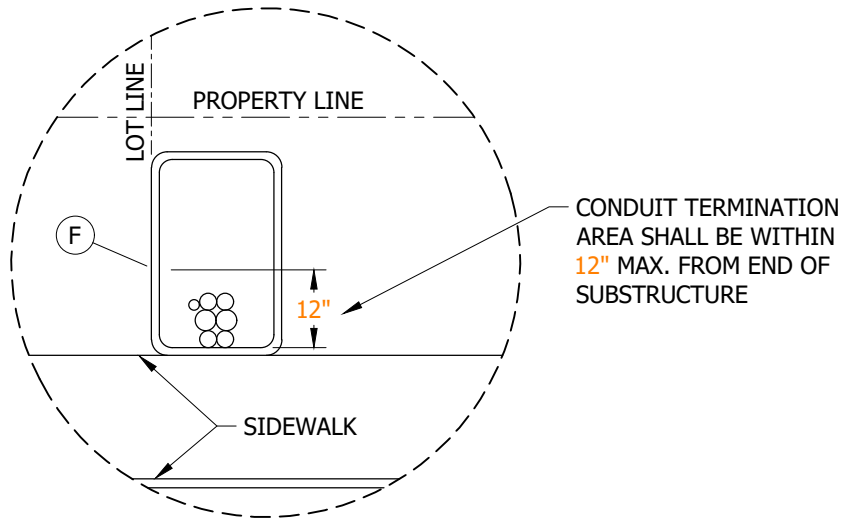 LOT LINE
PROPERTY LINE
F
CONDUIT TERMINATION
AREA SHALL BE WITHIN
12" MAX. FROM END OF
SUBSTRUCTURE
12"
SIDEWALK